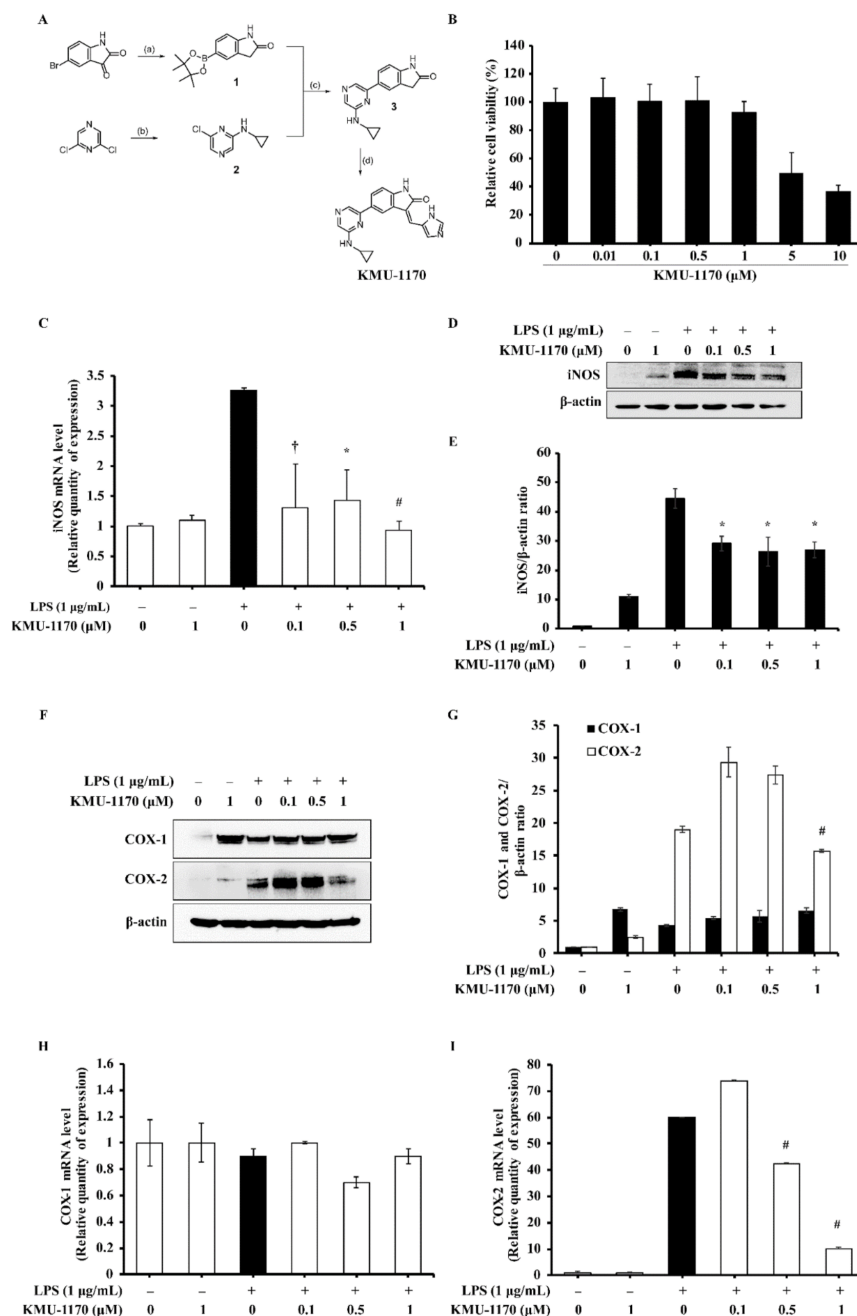 A
Br
N
H
O
O
(a)
O
B
O
N
H
O
1
N
Cl
N
Cl
(b)
Cl
N
N
HN
2
(c)
N
N
HN
N
H
O
3
(d)
N
N
HN
H
N
O
HN
N
KMU-1170
B
Relative cell viabiltiy (%)
140
120
100
80
60
40
20
0
0 0.01 0.1 0.5 1 5 10
KMU-1170 (μM)
C
iNOS mRNA level
(Relative quantity of expression)
3.5
3
2.5
2
1.5
1
0.5
0
† * #
LPS (1 μg/mL) – – + + + +
KMU-1170 (μM) 0 1 0 0.1 0.5 1
D
LPS (1 μg/mL) – – + + + +
KMU-1170 (μM) 0 1 0 0.1 0.5 1
iNOS
β-actin
E
iNOS/β-actin ratio
60
50
40
30
20
10
0
* * *
LPS (1 μg/mL) – – + + + +
KMU-1170 (μM) 0 1 0 0.1 0.5 1
F
LPS (1 μg/mL) – – + + + +
KMU-1170 (μM) 0 1 0 0.1 0.5 1
COX-1
COX-2
β-actin
G
COX-1 and COX-2/
β-actin ratio
35
30
25
20
15
10
5
0
COX-1
COX-2
#
LPS (1 μg/mL) – – + + + +
KMU-1170 (μM) 0 1 0 0.1 0.5 1
H
COX-1 mRNA level
(Relative quantity of expression)
1.6
1.4
1.2
1
0.8
0.6
0.4
0.2
0
LPS (1 μg/mL) – – + + + +
KMU-1170 (μM) 0 1 0 0.1 0.5 1
I
COX-2 mRNA level
(Relative quantity of expression)
80
70
60
50
40
30
20
10
0
# #
LPS (1 μg/mL) – – + + + +
KMU-1170 (μM) 0 1 0 0.1 0.5 1